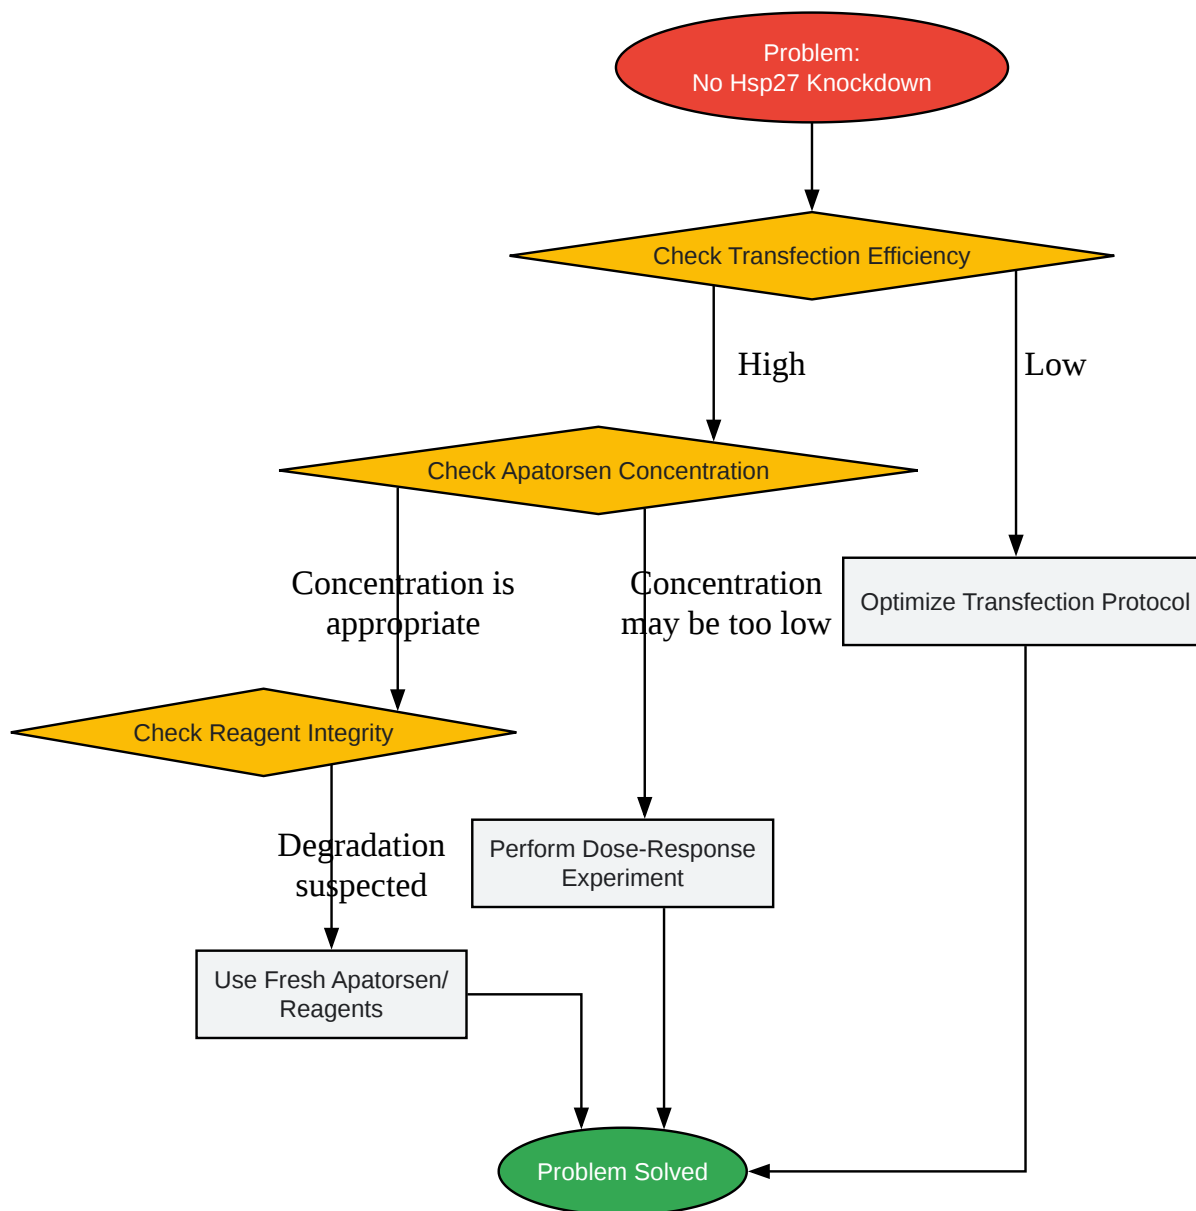 Problem:
No Hsp27 Knockdown
Check Transfection Efficiency
High
Low
Check Apatorsen Concentration
Concentration is
appropriate
Concentration
may be too low
Optimize Transfection Protocol
Check Reagent Integrity
Degradation
suspected
Perform Dose-Response
Experiment
Use Fresh Apatorsen/
Reagents
Problem Solved